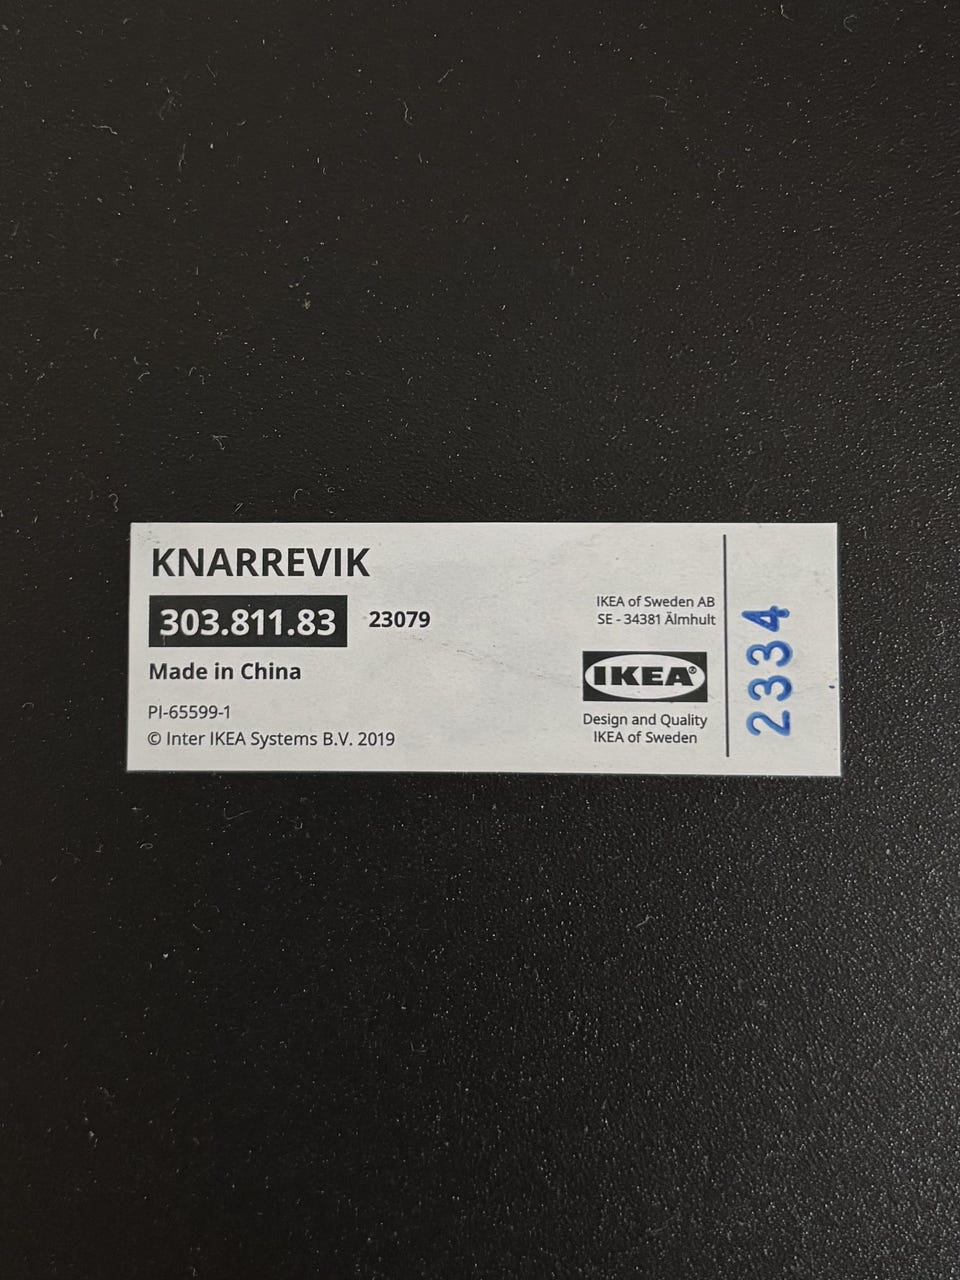 KNARREVIK
303.811.83 23079
Made in China
PI-65599-1
© Inter IKEA Systems B.V. 2019
IKEA of Sweden AB
SE - 34381 Älmhult
IKEA®
Design and Quality
IKEA of Sweden
2334